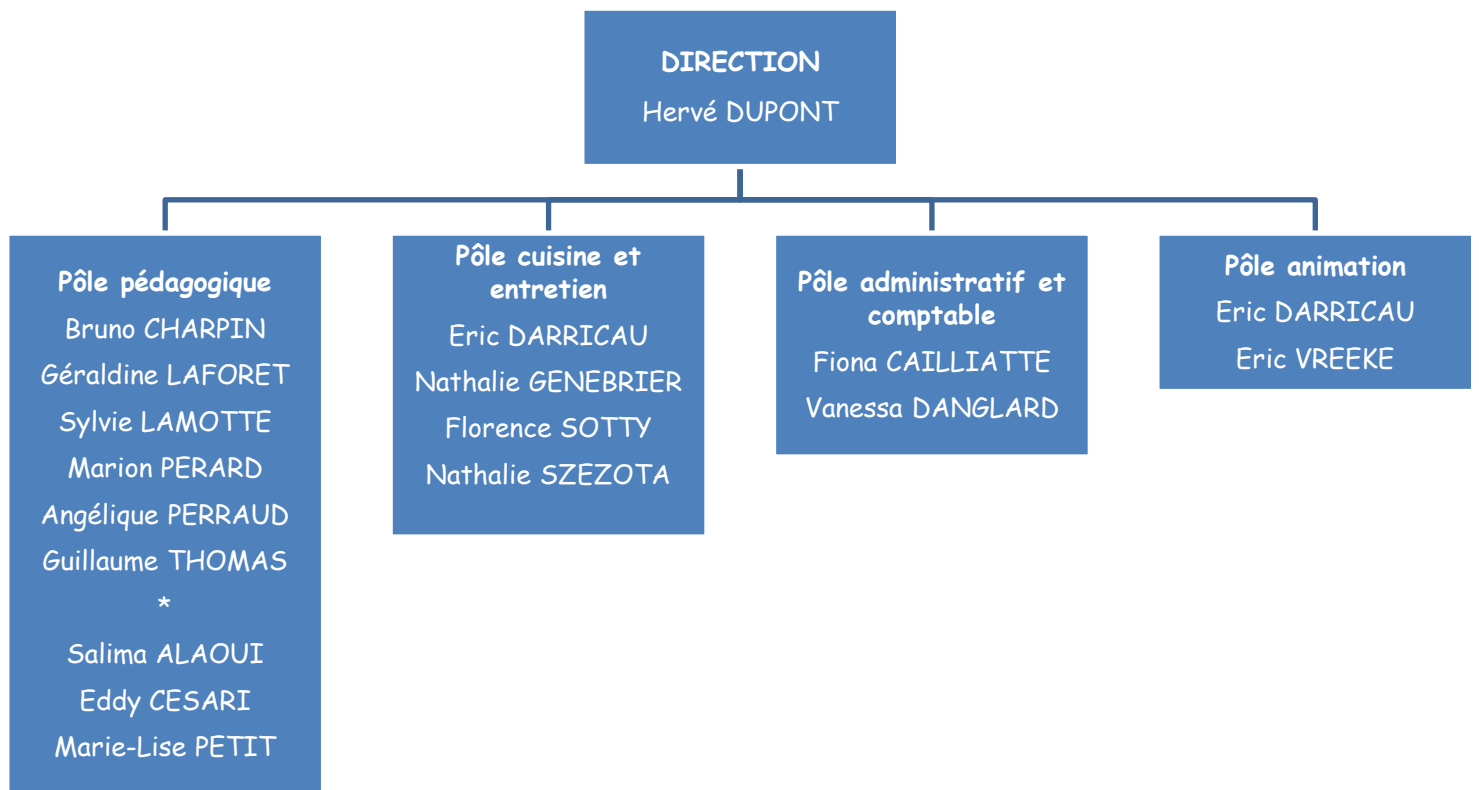 DIRECTION
Hervé DUPONT
Pôle pédagogique
Bruno CHARPIN
Géraldine LAFORET
Sylvie LAMOTTE
Marion PERARD
Angélique PERRAUD
Guillaume THOMAS
*
Salima ALAOUI
Eddy CESARI
Marie-Lise PETIT
Pôle cuisine et
entretien
Eric DARRICAU
Nathalie GENEBRIER
Florence SOTTY
Nathalie SZEZOTA
Pôle administratif et
comptable
Fiona CAILLIATTE
Vanessa DANGLARD
Pôle animation
Eric DARRICAU
Eric VREEKE